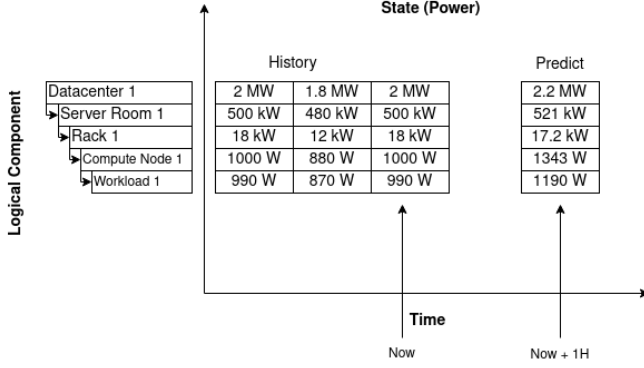 State (Power)
History
Predict
Logical Component
Datacenter 1 2 MW 1.8 MW 2 MW 2.2 MW
Server Room 1 500 kW 480 kW 500 kW 521 kW
Rack 1 18 kW 12 kW 18 kW 17.2 kW
Compute Node 1 1000 W 880 W 1000 W 1343 W
Workload 1 990 W 870 W 990 W 1190 W
Time
Now
Now + 1H